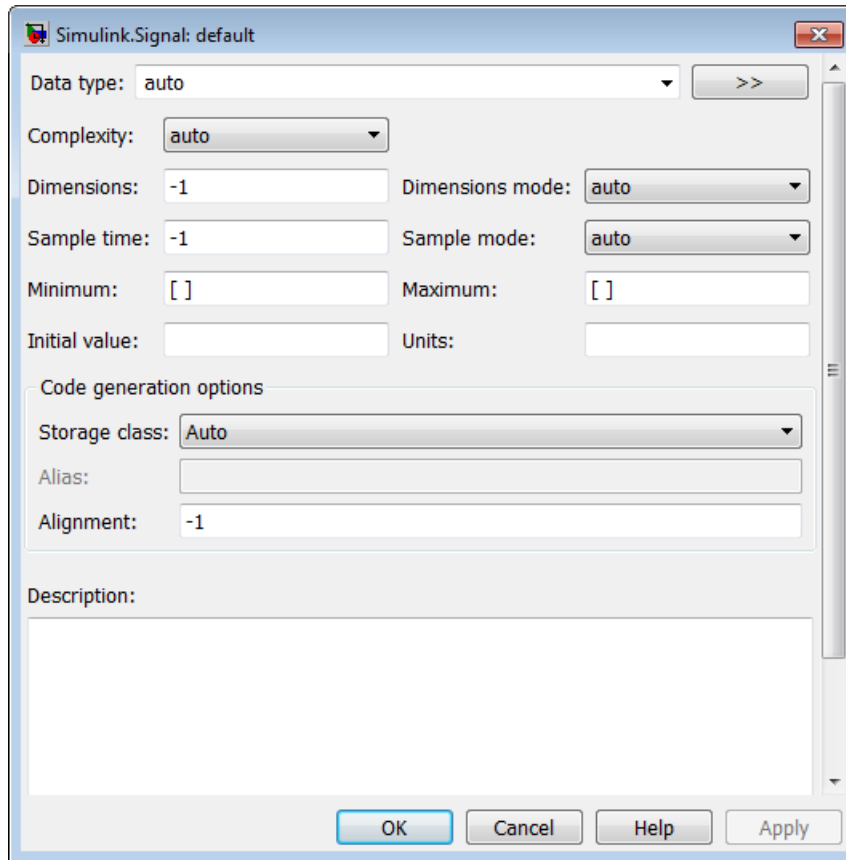 Simulink.Signal: default
Data type: auto >>
Complexity: auto
Dimensions: -1 Dimensions mode: auto
Sample time: -1 Sample mode: auto
Minimum: [ ] Maximum: [ ]
Initial value: Units:
Code generation options
Storage class: Auto
Alias:
Alignment: -1
Description:
OK Cancel Help Apply